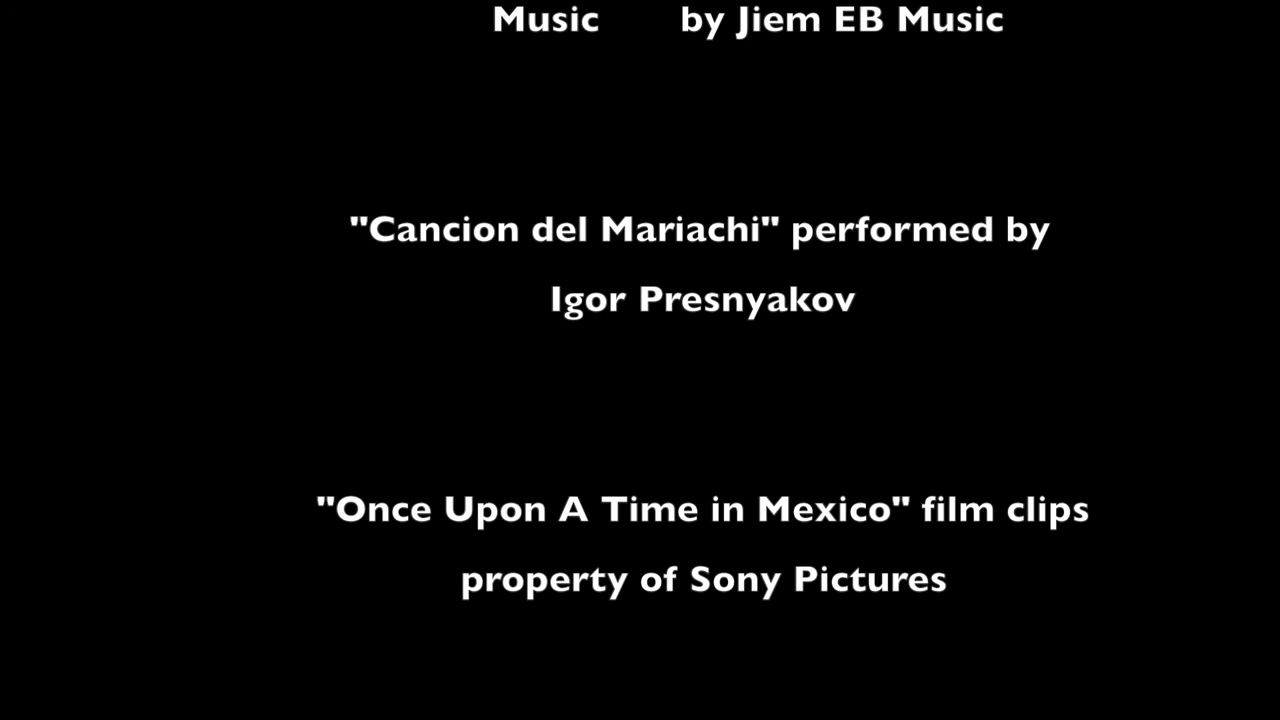 Music by Jiem EB Music
"Cancion del Mariachi" performed by
Igor Presnyakov
"Once Upon A Time in Mexico" film clips
property of Sony Pictures